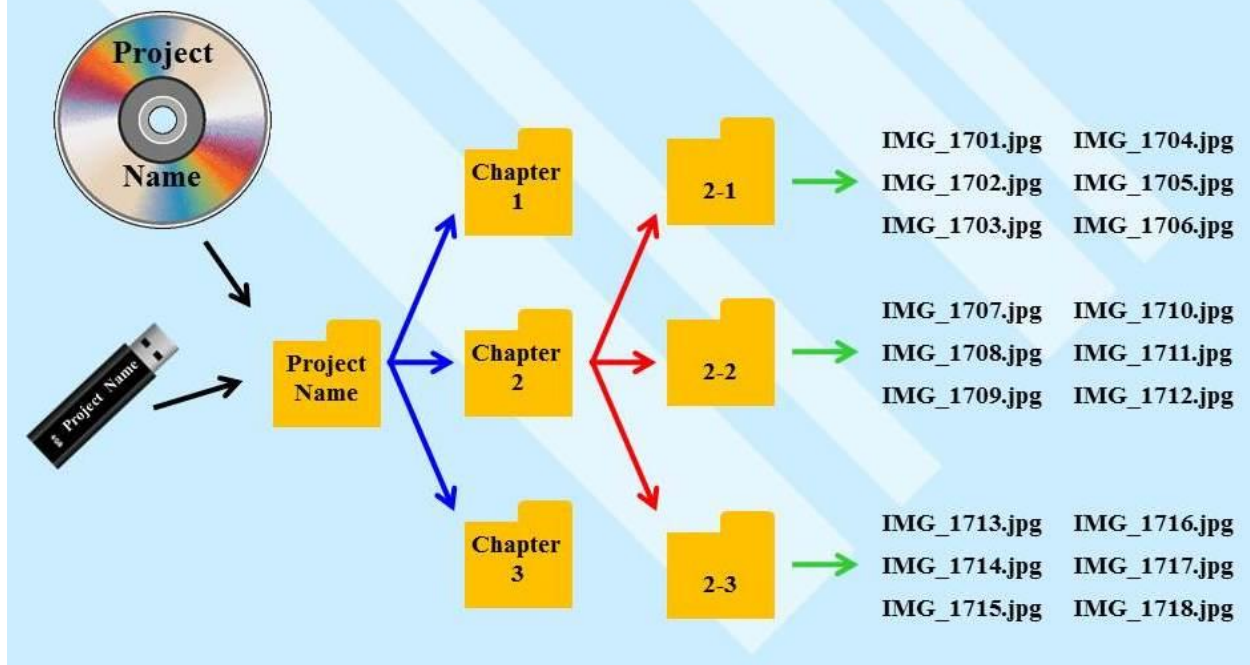 Project
Name
Project Name
4GB
Project
Name
Chapter
1
Chapter
2
Chapter
3
2-1
2-2
2-3
IMG_1701.jpg IMG_1704.jpg
IMG_1702.jpg IMG_1705.jpg
IMG_1703.jpg IMG_1706.jpg
IMG_1707.jpg IMG_1710.jpg
IMG_1708.jpg IMG_1711.jpg
IMG_1709.jpg IMG_1712.jpg
IMG_1713.jpg IMG_1716.jpg
IMG_1714.jpg IMG_1717.jpg
IMG_1715.jpg IMG_1718.jpg